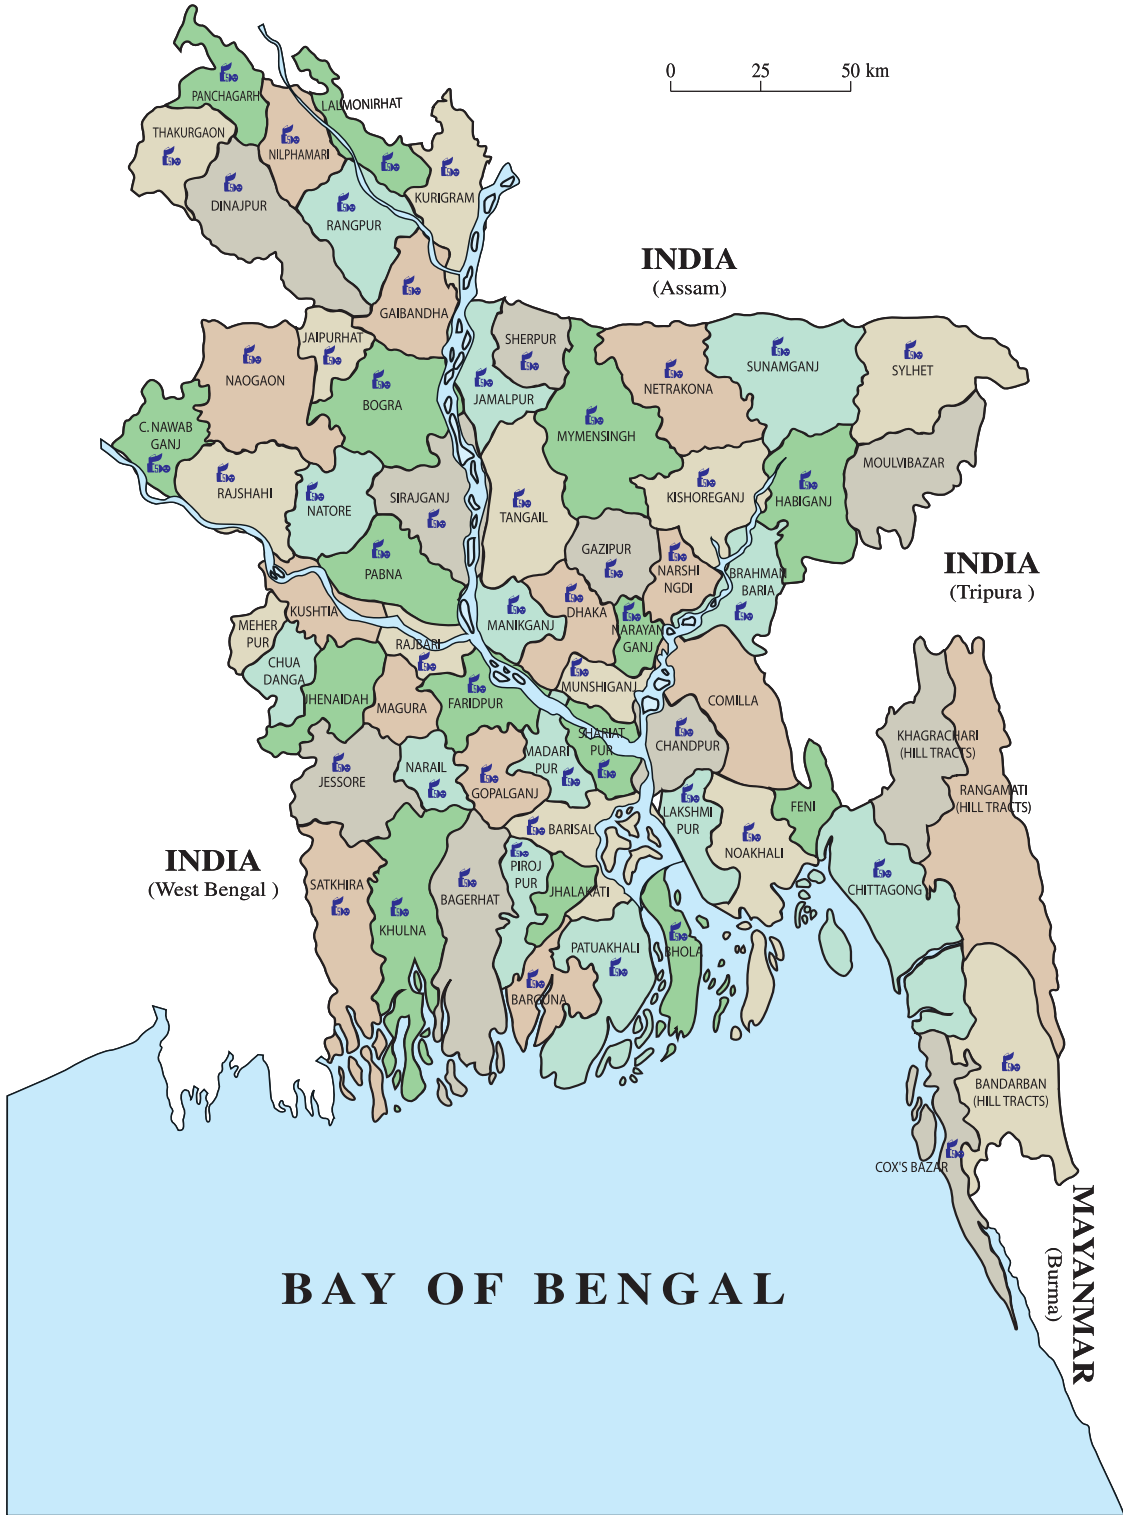 0 25 50 km
PANCHAGARH
LALMONIRHAT
THAKURGAON
NILPHAMARI
KURIGRAM
DINAJPUR
RANGPUR
INDIA
(Assam)
GAIBANDHA
JAIPURHAT
SHERPUR
SUNAMGANJ
SYLHET
NAOGAON
NETRAKONA
JAMALPUR
BOGRA
C. NAWAB
GANJ
MYMENSINGH
MOULVIBAZAR
RAJSHAHI
SIRAJGANJ
KISHOREGANJ
HABIGANJ
NATORE
TANGAIL
GAZIPUR
INDIA
(Tripura )
PABNA
NARSHI
NGDI
BRAHMAN
BARIA
KUSHTIA
DHAKA
MEHER
PUR
MANIKGANJ
NARAYAN
GANJ
RAJBARI
CHUA
DANGA
MUNSHIGANJ
JHENAIDAH
MAGURA
FARIDPUR
COMILLA
SHARIAT
PUR
KHAGRACHARI
(HILL TRACTS)
MADARI
PUR
CHANDPUR
NARAIL
JESSORE
GOPALGANJ
RANGAMATI
(HILL TRACTS)
LAKSHMI
PUR
FENI
BARISAL
NOAKHALI
INDIA
(West Bengal )
PIROJ
PUR
SATKHIRA
JHALAKATI
CHITTAGONG
BAGERHAT
KHULNA
PATUAKHALI
BHOLA
BARGUNA
BANDARBAN
(HILL TRACTS)
COX'S BAZAR
MAYANMAR
(Burma)
BAY OF BENGAL